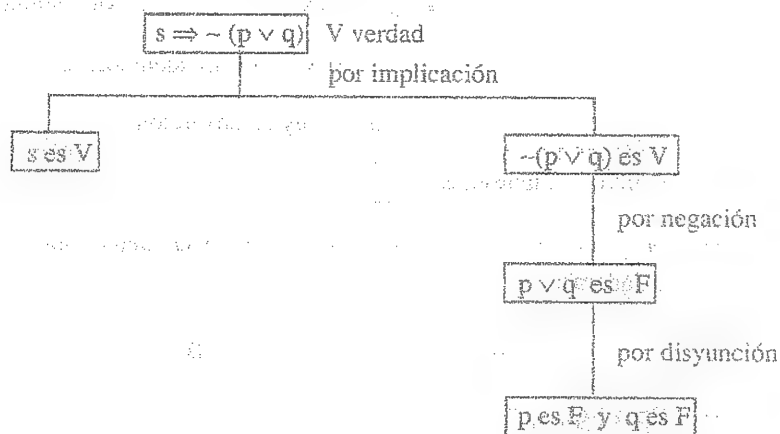 s ⇒ ~ (p ∨ q) V verdad
por implicación
s es V
~(p ∨ q) es V
por negación
p ∨ q es F
por disyunción
p es F y q es F